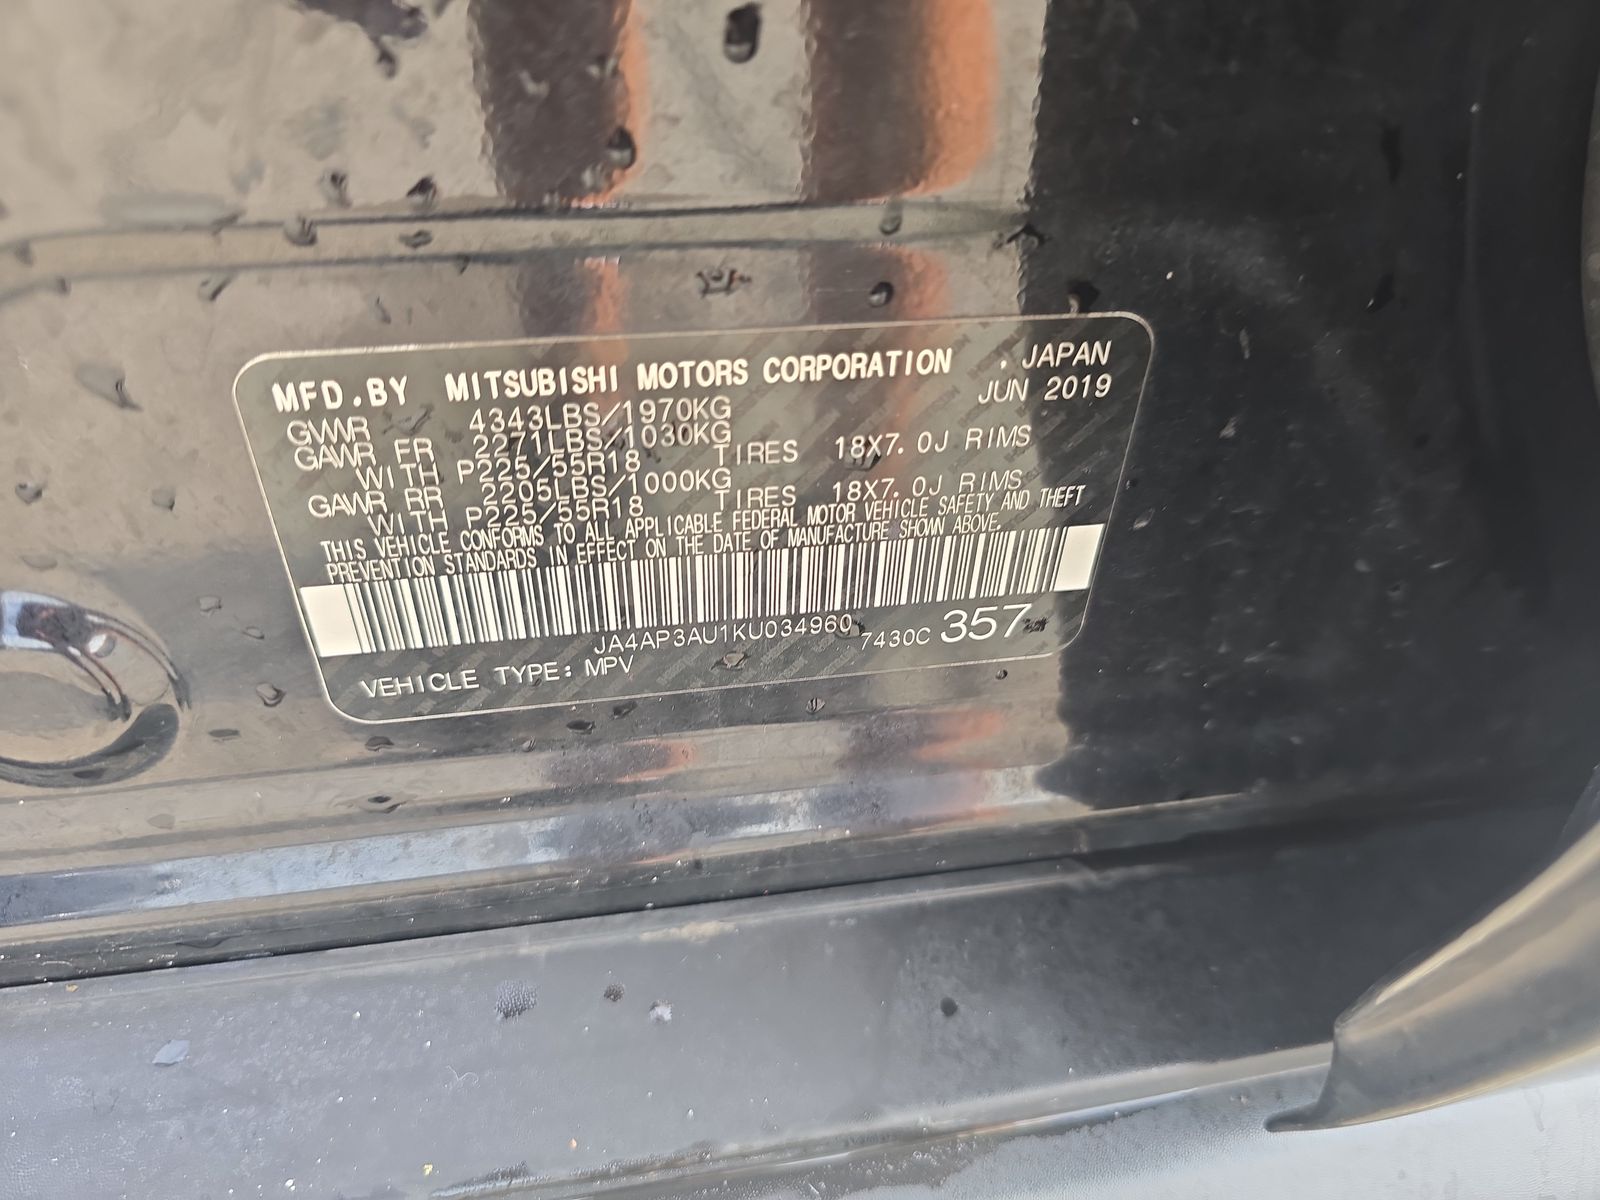 MFD.BY MITSUBISHI MOTORS CORPORATION . JAPAN
GVWR 4343LBS/1970KG JUN 2019
GAWR FR 2271LBS/1030KG
WITH P225/55R18 TIRES 18X7.0J RIMS
GAWR RR 2205LBS/1000KG
WITH P225/55R18 TIRES 18X7.0J RIMS
THIS VEHICLE CONFORMS TO ALL APPLICABLE FEDERAL MOTOR VEHICLE SAFETY AND THEFT
PREVENTION STANDARDS IN EFFECT ON THE DATE OF MANUFACTURE SHOWN ABOVE.
JA4AP3AU1KU034960 7430C 357
VEHICLE TYPE: MPV